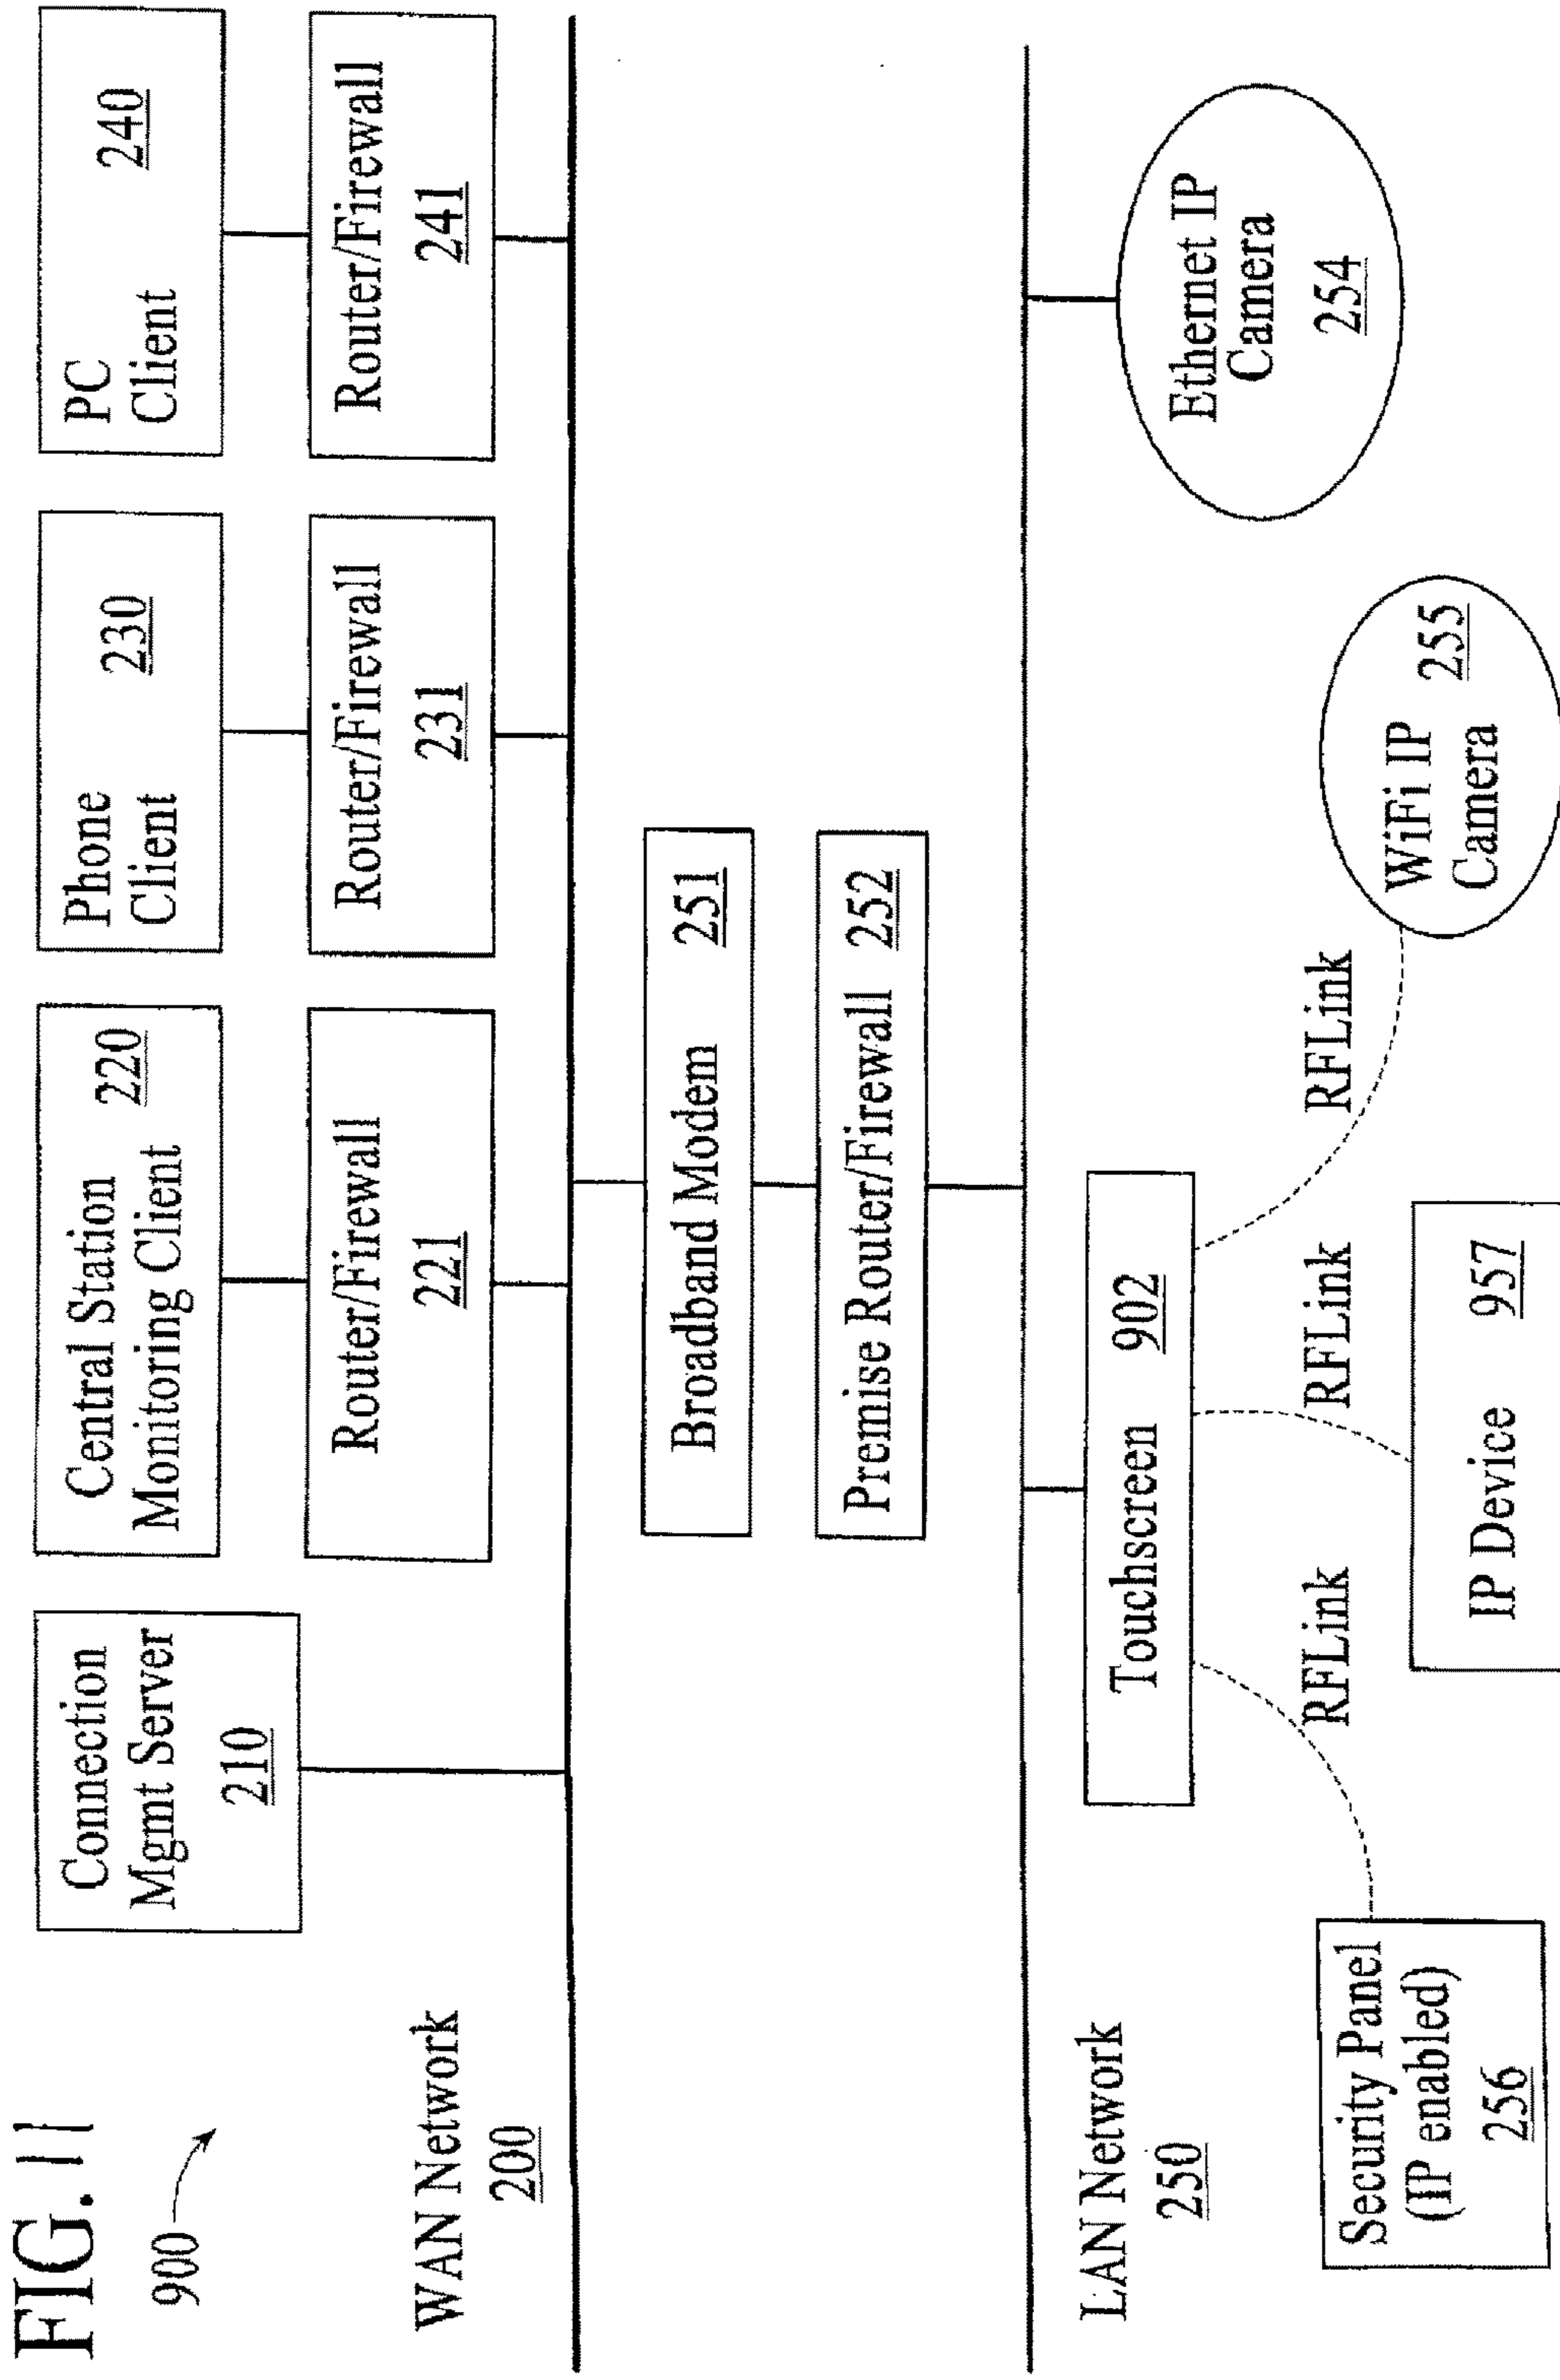 FIG. 11
900
Connection
Mgmt Server
210
Central Station
Monitoring Client
220
Phone
Client
230
PC
Client
240
Router/Firewall
221
Router/Firewall
231
Router/Firewall
241
WAN Network
200
Broadband Modem 251
Premise Router/Firewall 252
LAN Network
250
Touchscreen 902
RFLink
RFLink
RFLink
Security Panel
(IP enabled)
256
IP Device 957
WiFi IP
Camera
255
Ethernet IP
Camera
254